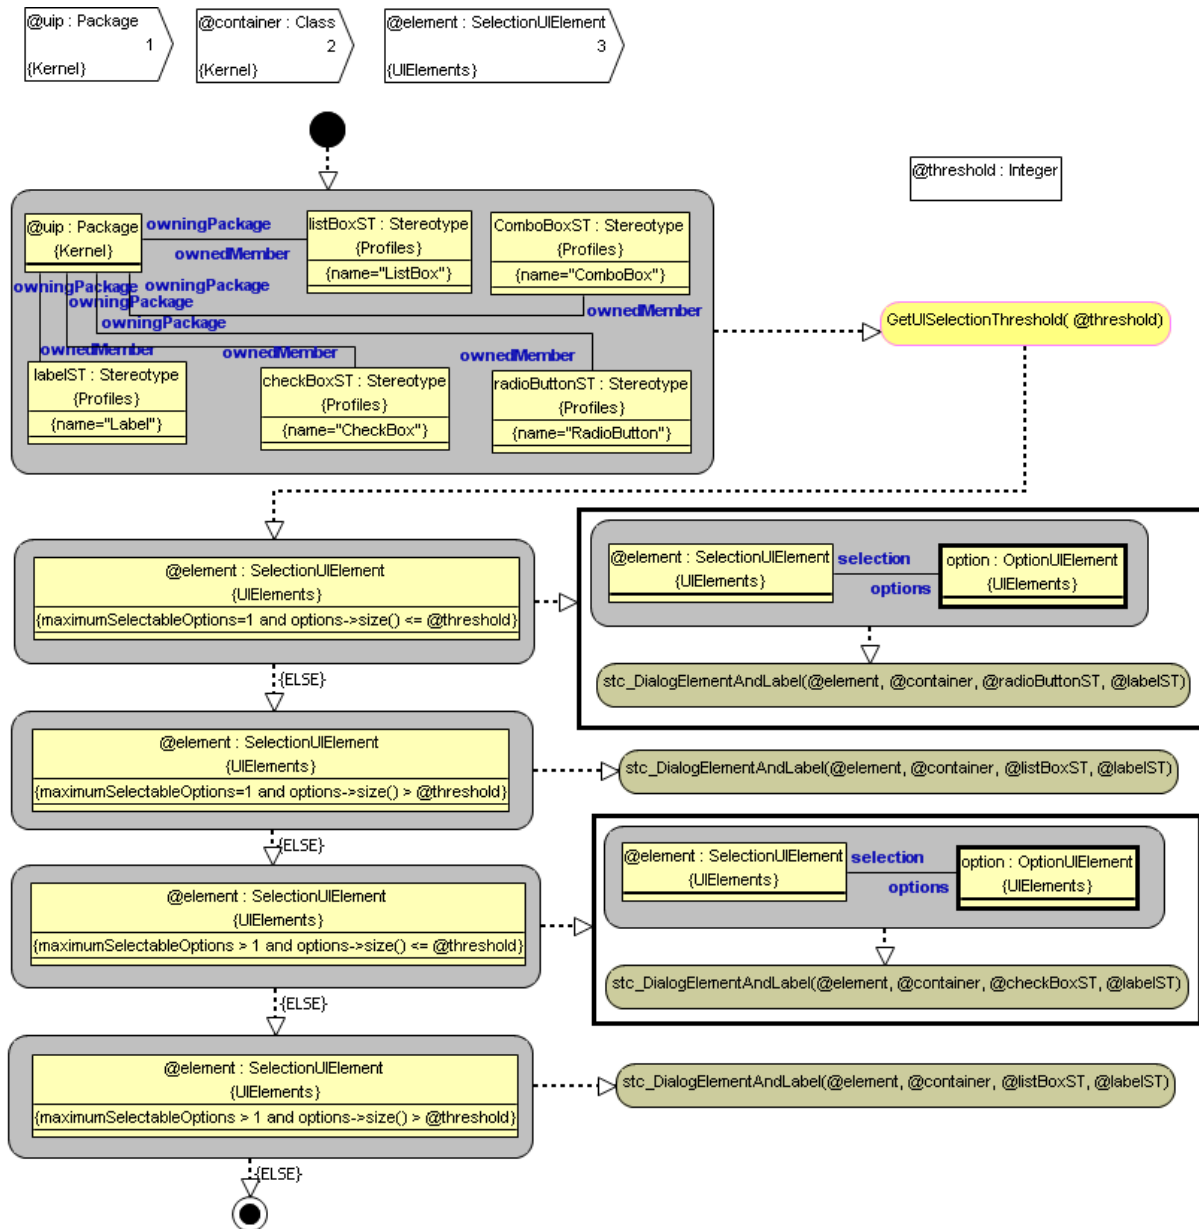 @uip : Package
1
{Kernel}
@container : Class
2
{Kernel}
@element : SelectionUIElement
3
{UIElements}
@threshold : Integer
@uip : Package
{Kernel}
owningPackage
ownedMember
listBoxST : Stereotype
{Profiles}
{name="ListBox"}
ComboBoxST : Stereotype
{Profiles}
{name="ComboBox"}
owningPackage
owningPackage
owningPackage
owningPackage
ownedMember
ownedMember
ownedMember
ownedMember
labelST : Stereotype
{Profiles}
{name="Label"}
checkBoxST : Stereotype
{Profiles}
{name="CheckBox"}
radioButtonST : Stereotype
{Profiles}
{name="RadioButton"}
GetUISelectionThreshold( @threshold)
@element : SelectionUIElement
{UIElements}
{maximumSelectableOptions=1 and options->size() <= @threshold}
@element : SelectionUIElement
{UIElements}
selection
options
option : OptionUIElement
{UIElements}
stc_DialogElementAndLabel(@element, @container, @radioButtonST, @labelST)
{ELSE}
@element : SelectionUIElement
{UIElements}
{maximumSelectableOptions=1 and options->size() > @threshold}
stc_DialogElementAndLabel(@element, @container, @listBoxST, @labelST)
{ELSE}
@element : SelectionUIElement
{UIElements}
{maximumSelectableOptions > 1 and options->size() <= @threshold}
@element : SelectionUIElement
{UIElements}
selection
options
option : OptionUIElement
{UIElements}
stc_DialogElementAndLabel(@element, @container, @checkBoxST, @labelST)
{ELSE}
@element : SelectionUIElement
{UIElements}
{maximumSelectableOptions > 1 and options->size() > @threshold}
stc_DialogElementAndLabel(@element, @container, @listBoxST, @labelST)
{ELSE}